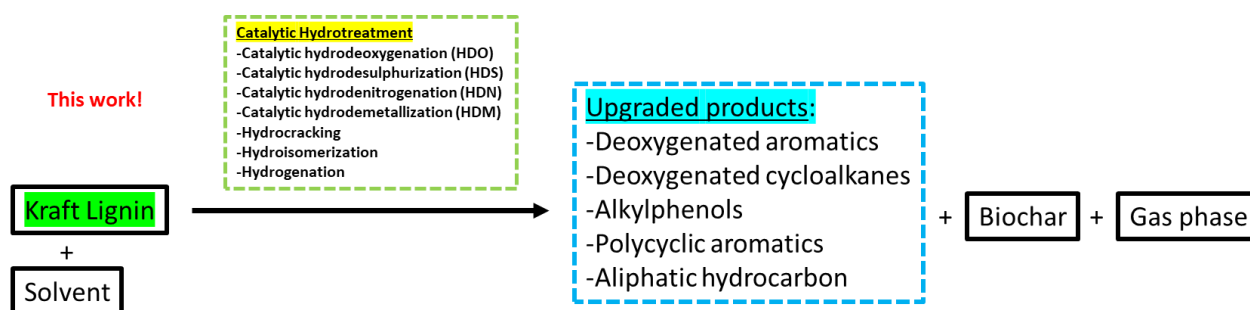 Catalytic Hydrotreatment
-Catalytic hydrodeoxygenation (HDO)
-Catalytic hydrodesulphurization (HDS)
-Catalytic hydrodenitrogenation (HDN)
-Catalytic hydrodemetallization (HDM)
-Hydrocracking
-Hydroisomerization
-Hydrogenation
This work!
Kraft Lignin
+
Solvent
Upgraded products:
-Deoxygenated aromatics
-Deoxygenated cycloalkanes
-Alkylphenols
-Polycyclic aromatics
-Aliphatic hydrocarbon
+ Biochar + Gas phase